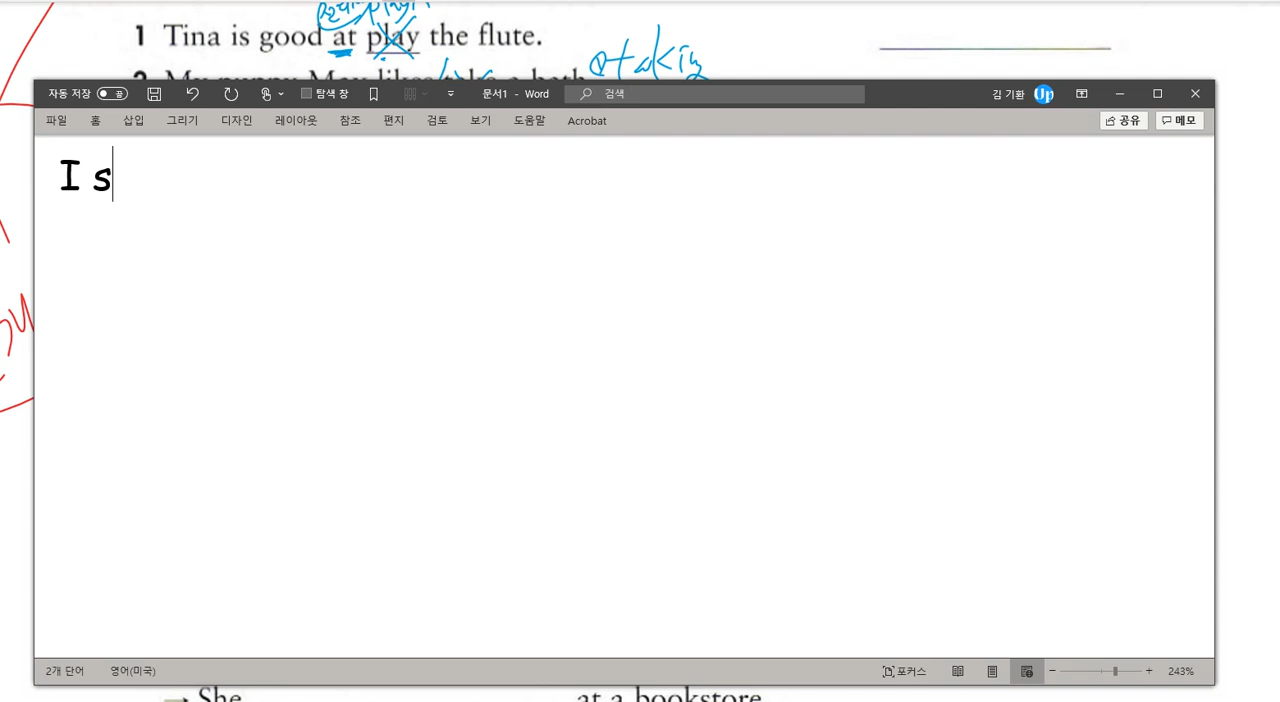 1 Tina is good at play the flute.
taking
자동 저장 끔 탐색 창 문서1 - Word 검색 김 기환 Up
파일 홈 삽입 그리기 디자인 레이아웃 참조 편지 검토 보기 도움말 Acrobat 공유 메모
I s
2개 단어 영어(미국) 포커스 243%
→ She at a bookstore